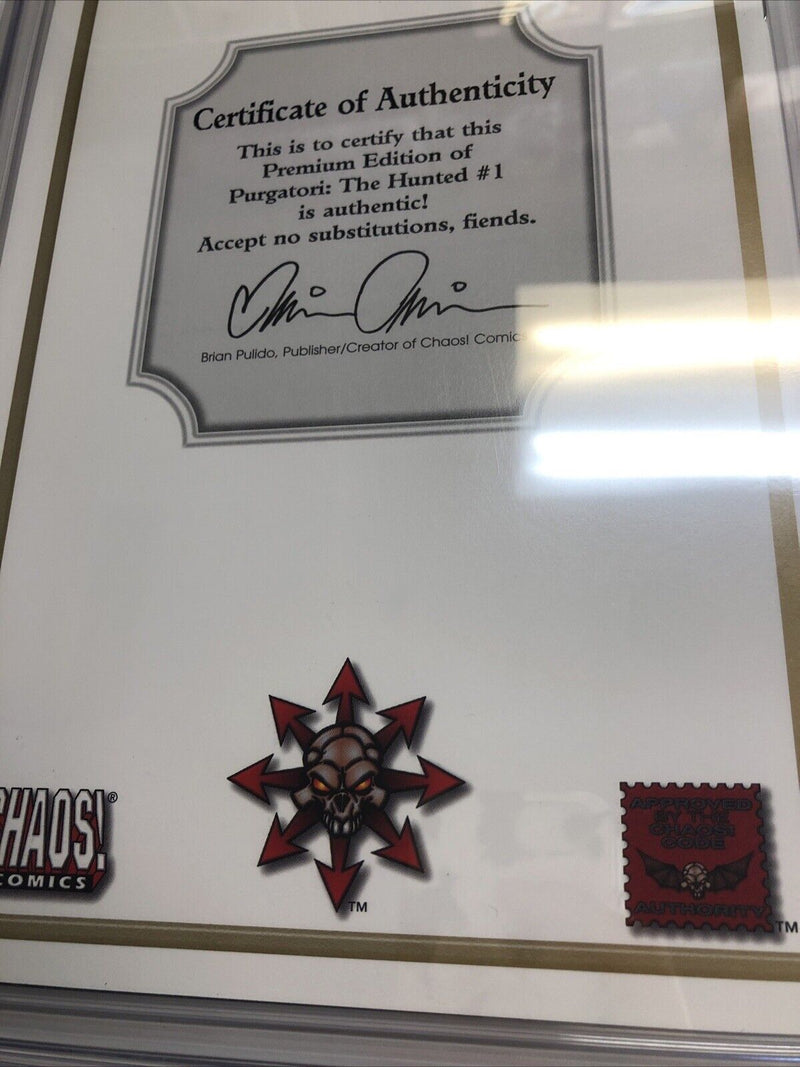 Certificate of Authenticity
This is to certify that this
Premium Edition of
Purgatori: The Hunted #1
is authentic!
Accept no substitutions, fiends.
Brian Pulido, Publisher/Creator of Chaos! Comics
HAOS!®
COMICS
TM
APPROVED
BY THE
CHAOS!
CODE
AUTHORITY
TM